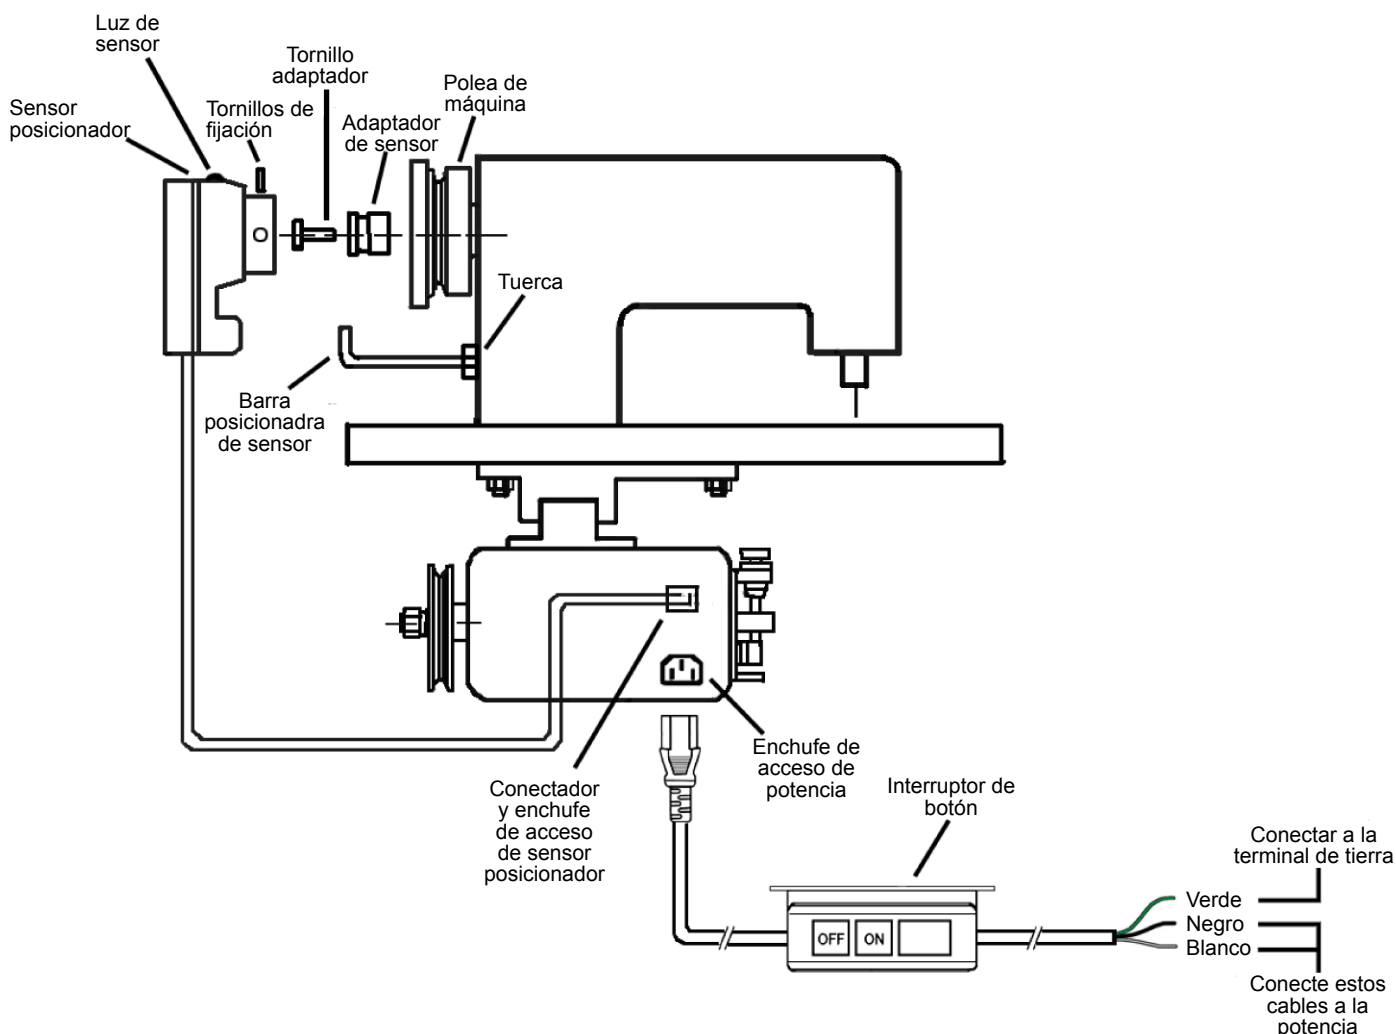 Luz de
sensor
Tornillo
adaptador
Polea de
máquina
Sensor
posicionador
Tornillos de
fijación
Adaptador
de sensor
Tuerca
Barra
posicionadra
de sensor
Enchufe de
acceso de
potencia
Conectador
y enchufe
de acceso
de sensor
posicionador
Interruptor de
botón
OFF ON
Conectar a la
terminal de tierra
Verde
Negro
Blanco
Conecte estos
cables a la
potencia